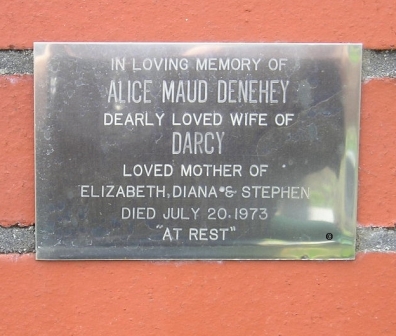 IN LOVING MEMORY OF
ALICE MAUD DENEHEY
DEARLY LOVED WIFE OF
DARCY
LOVED MOTHER OF
ELIZABETH, DIANA & STEPHEN
DIED JULY 20.1973
"AT REST"